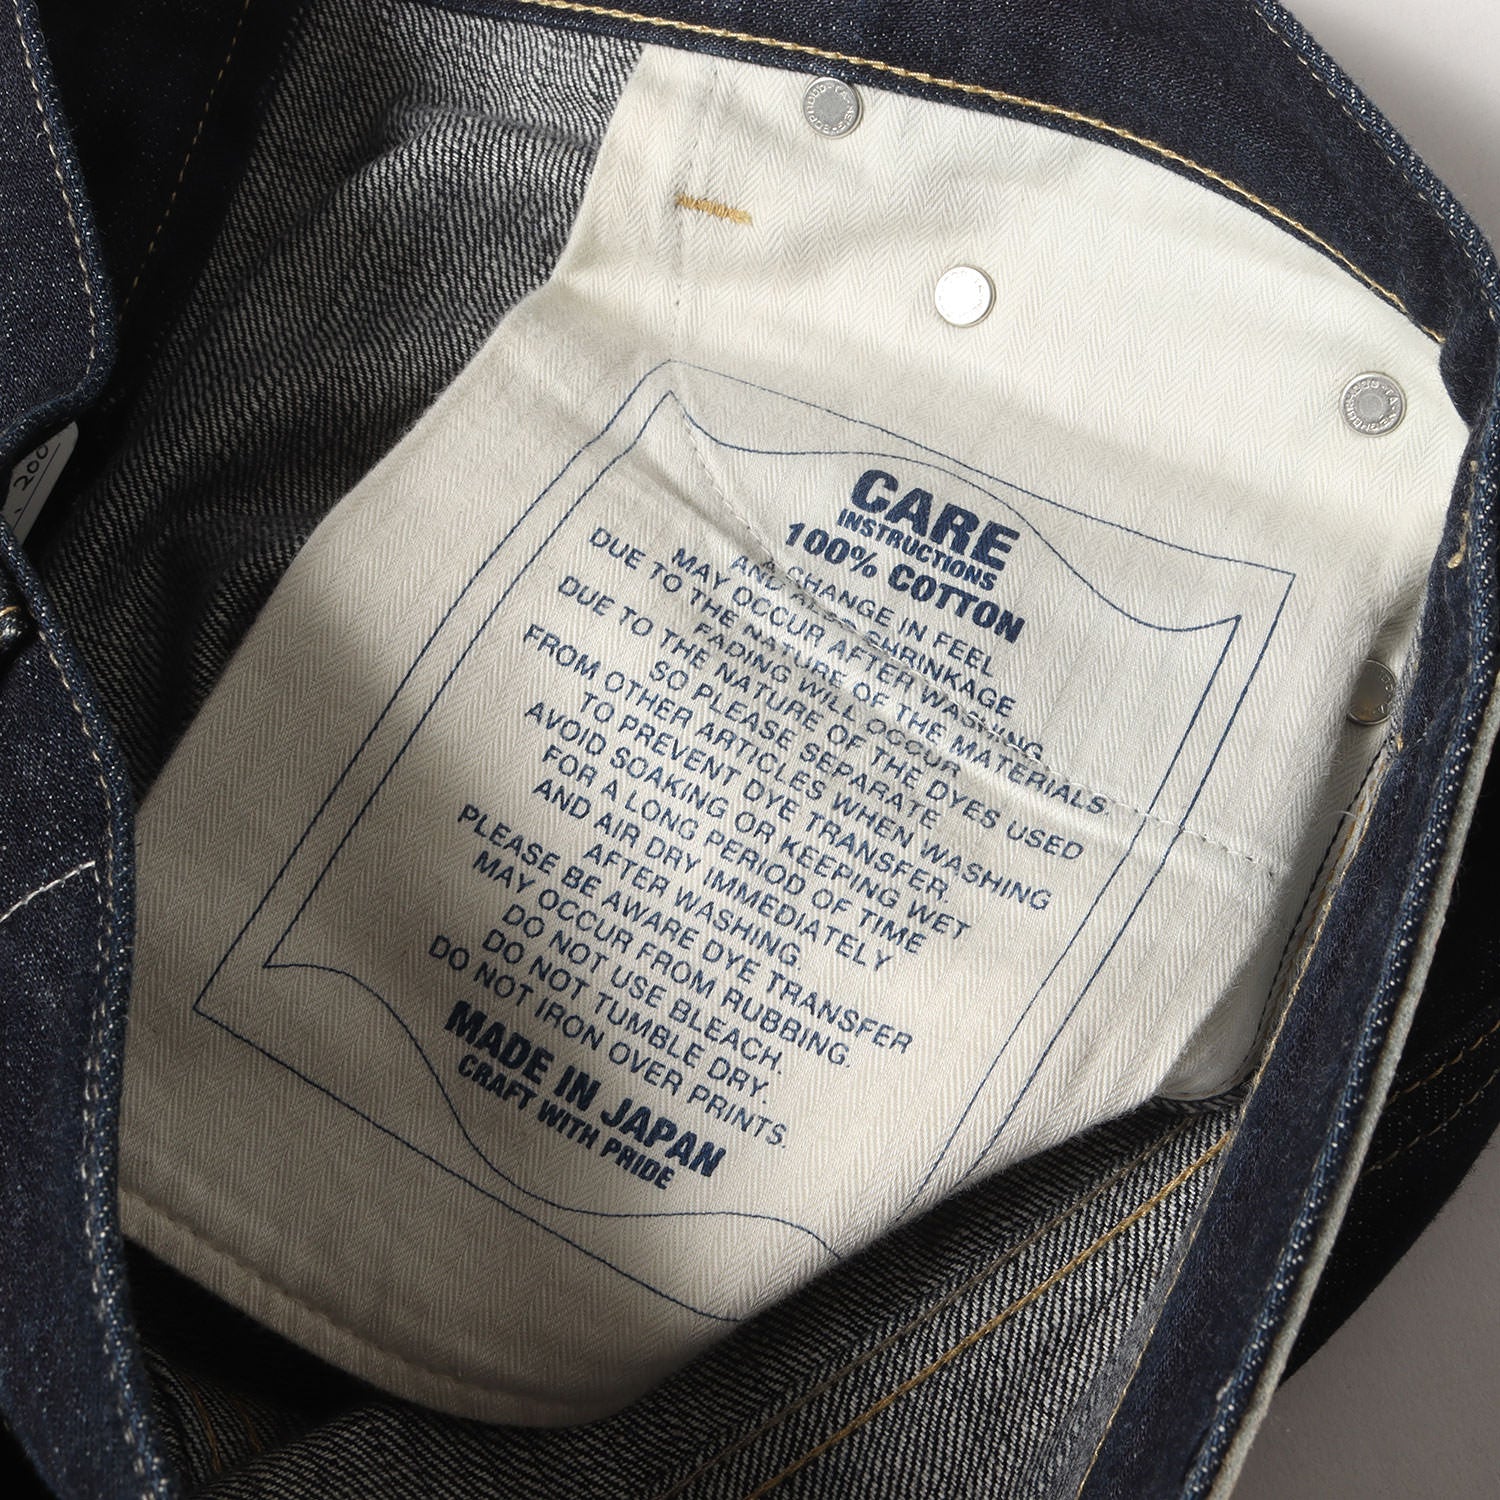 CARE
INSTRUCTIONS
100% COTTON
A CHANGE IN FEEL
AND ALSO SHRINKAGE
MAY OCCUR AFTER WASHING
DUE TO THE NATURE OF THE MATERIALS.
FADING WILL OCCUR
DUE TO THE NATURE OF THE DYES USED
SO PLEASE SEPARATE
FROM OTHER ARTICLES WHEN WASHING
TO PREVENT DYE TRANSFER.
AVOID SOAKING OR KEEPING WET
FOR A LONG PERIOD OF TIME
AND AIR DRY IMMEDIATELY
AFTER WASHING.
PLEASE BE AWARE DYE TRANSFER
MAY OCCUR FROM RUBBING.
DO NOT USE BLEACH.
DO NOT TUMBLE DRY.
DO NOT IRON OVER PRINTS.
MADE IN JAPAN
CRAFT WITH PRIDE
200